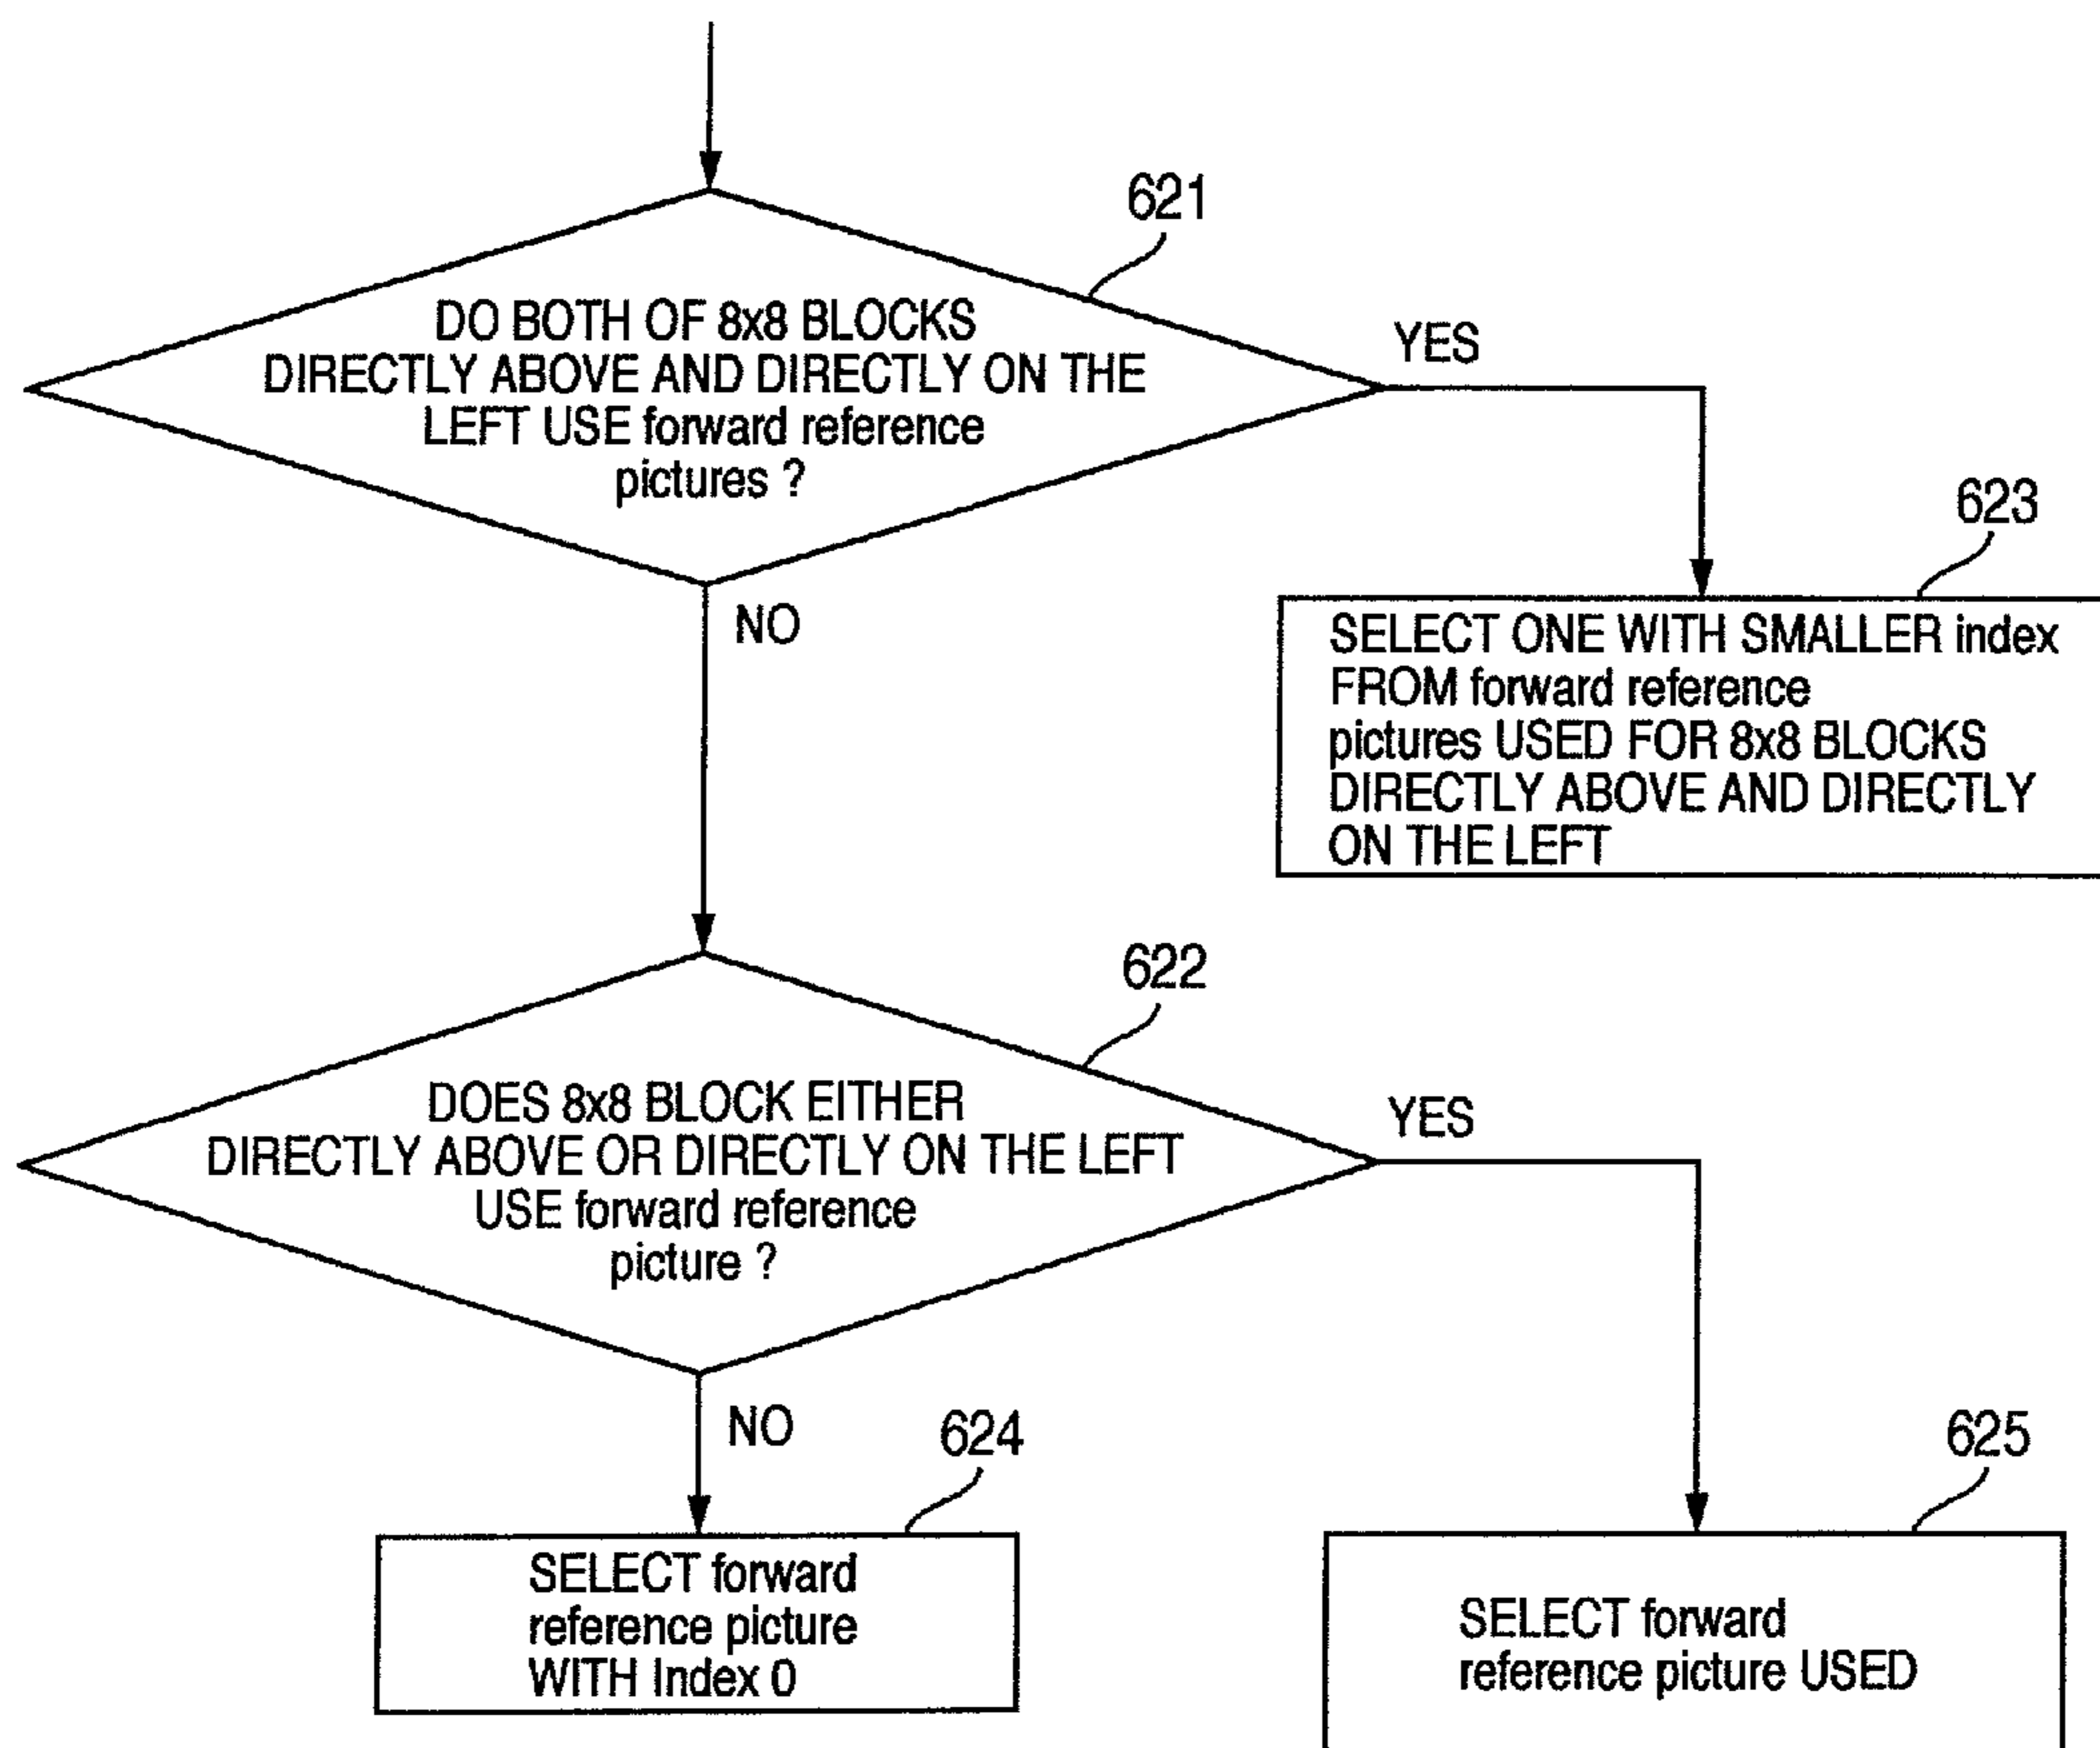 621
DO BOTH OF 8x8 BLOCKS
DIRECTLY ABOVE AND DIRECTLY ON THE
LEFT USE forward reference
pictures ?
YES
NO
623
SELECT ONE WITH SMALLER index
FROM forward reference
pictures USED FOR 8x8 BLOCKS
DIRECTLY ABOVE AND DIRECTLY
ON THE LEFT
622
DOES 8x8 BLOCK EITHER
DIRECTLY ABOVE OR DIRECTLY ON THE LEFT
USE forward reference
picture ?
YES
NO
624
SELECT forward
reference picture
WITH Index 0
625
SELECT forward
reference picture USED